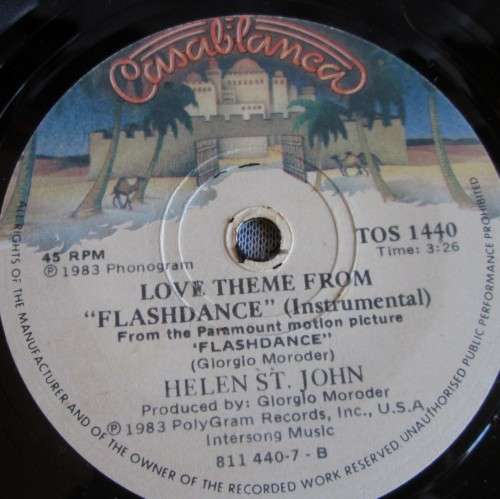 Casablanca
TOS 1440
Time: 3:26
45 RPM
℗ 1983 Phonogram
LOVE THEME FROM
"FLASHDANCE" (Instrumental)
From the Paramount motion picture
'FLASHDANCE"
(Giorgio Moroder)
HELEN ST. JOHN
Produced by: Giorgio Moroder
℗ 1983 PolyGram Records, Inc., U.S.A.
Intersong Music
811 440-7 - B
ALL RIGHTS OF THE MANUFACTURER AND OF THE OWNER OF THE RECORDED WORK RESERVED UNAUTHORISED PUBLIC PERFORMANCE PROHIBITED